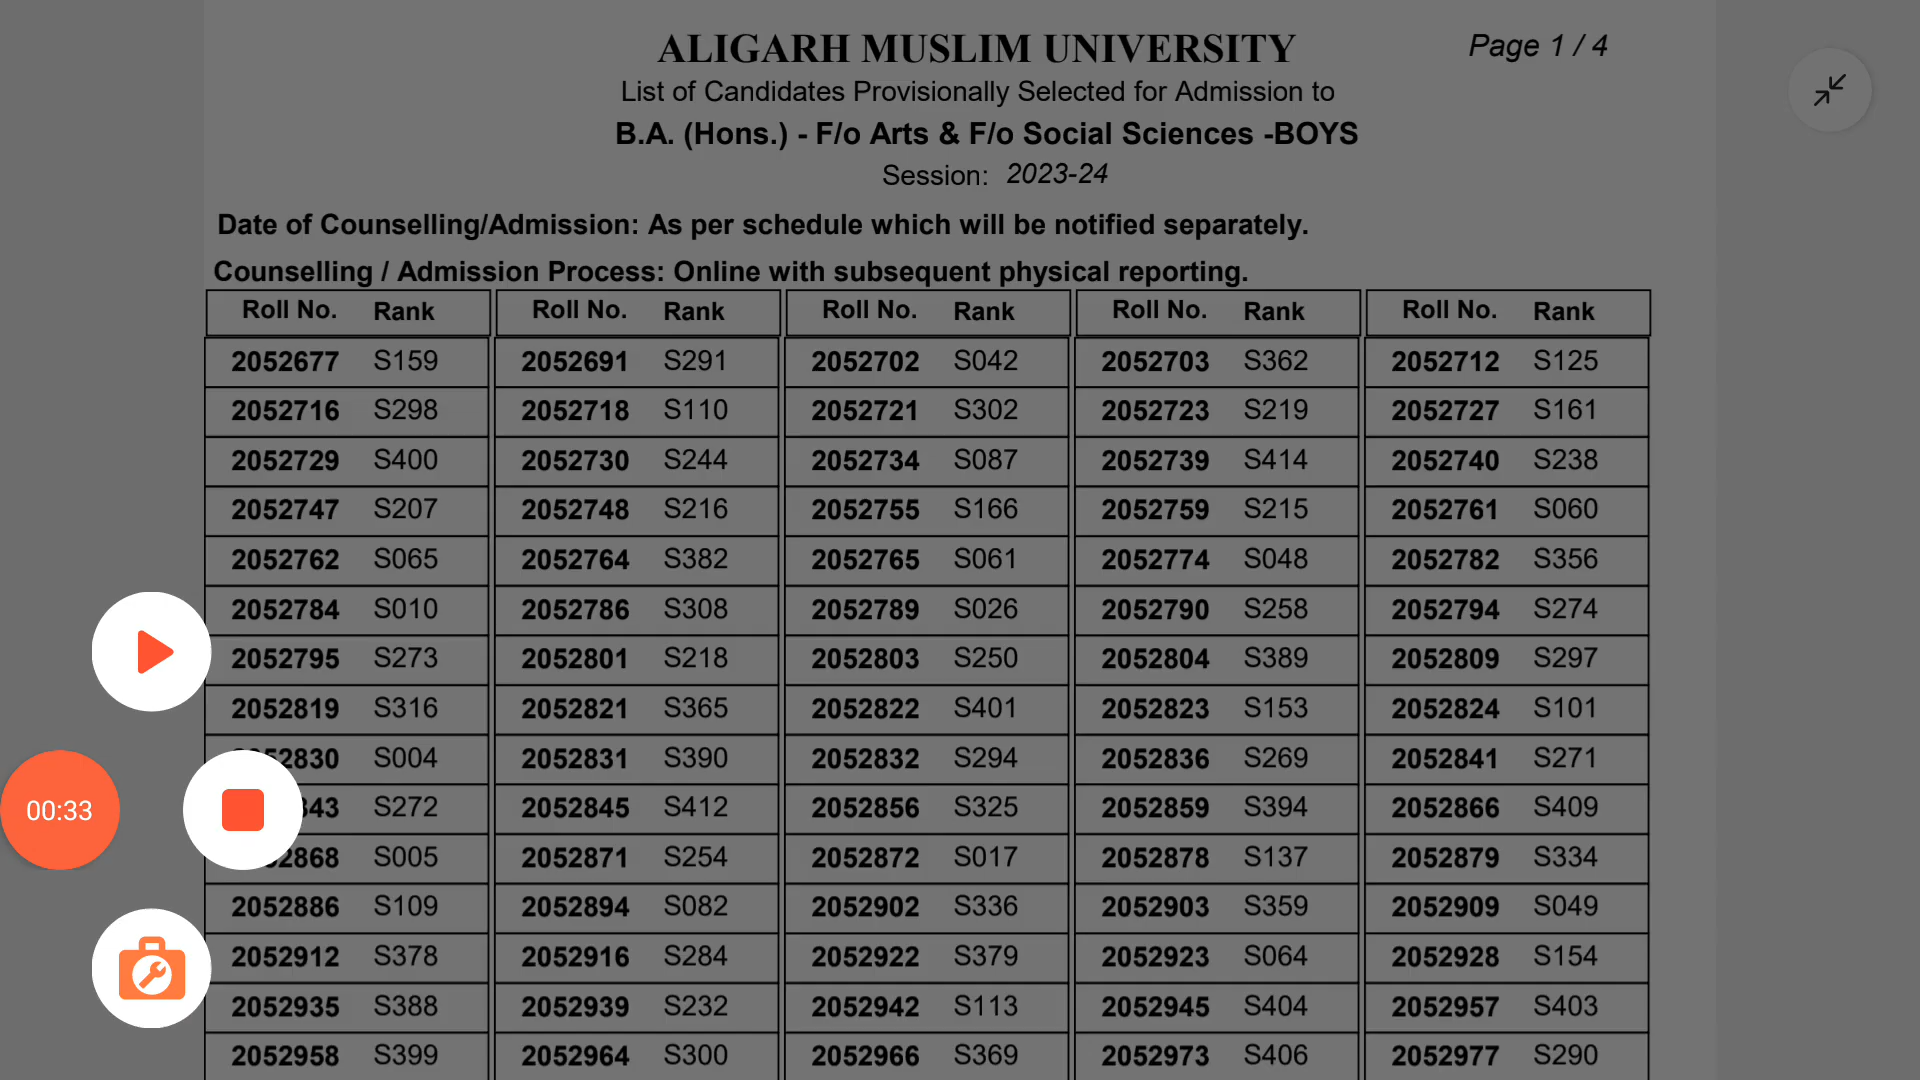 ALIGARH MUSLIM UNIVERSITY Page 1 / 4
List of Candidates Provisionally Selected for Admission to
B.A. (Hons.) - F/o Arts & F/o Social Sciences -BOYS
Session: 2023-24
Date of Counselling/Admission: As per schedule which will be notified separately.
Counselling / Admission Process: Online with subsequent physical reporting.
Roll No. Rank Roll No. Rank Roll No. Rank Roll No. Rank Roll No. Rank
2052677 S159 2052691 S291 2052702 S042 2052703 S362 2052712 S125
2052716 S298 2052718 S110 2052721 S302 2052723 S219 2052727 S161
2052729 S400 2052730 S244 2052734 S087 2052739 S414 2052740 S238
2052747 S207 2052748 S216 2052755 S166 2052759 S215 2052761 S060
2052762 S065 2052764 S382 2052765 S061 2052774 S048 2052782 S356
2052784 S010 2052786 S308 2052789 S026 2052790 S258 2052794 S274
2052795 S273 2052801 S218 2052803 S250 2052804 S389 2052809 S297
2052819 S316 2052821 S365 2052822 S401 2052823 S153 2052824 S101
2052830 S004 2052831 S390 2052832 S294 2052836 S269 2052841 S271
00:33 S272 2052845 S412 2052856 S325 2052859 S394 2052866 S409
S005 2052871 S254 2052872 S017 2052878 S137 2052879 S334
2052886 S109 2052894 S082 2052902 S336 2052903 S359 2052909 S049
2052912 S378 2052916 S284 2052922 S379 2052923 S064 2052928 S154
2052935 S388 2052939 S232 2052942 S113 2052945 S404 2052957 S403
2052958 S399 2052964 S300 2052966 S369 2052973 S406 2052977 S290